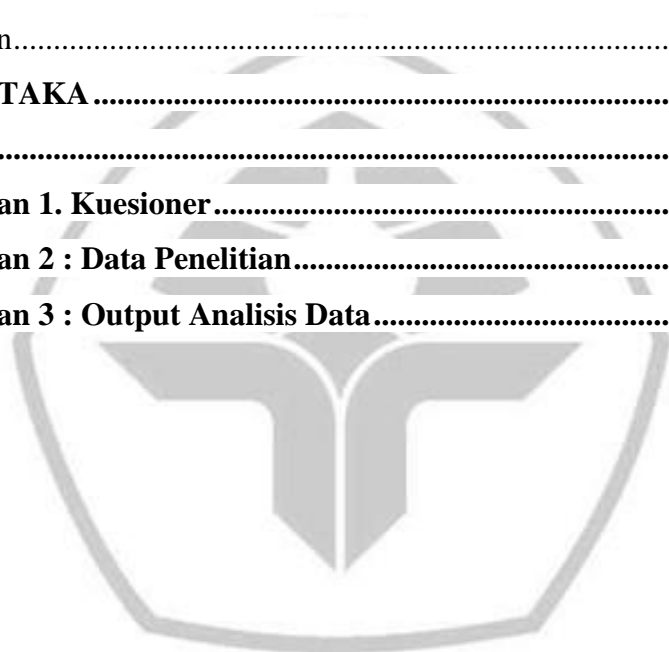 n........................................................................
TAKA........................................................................
........................................................................
an 1. Kuesioner........................................................
an 2 : Data Penelitian..............................................
an 3 : Output Analisis Data....................................